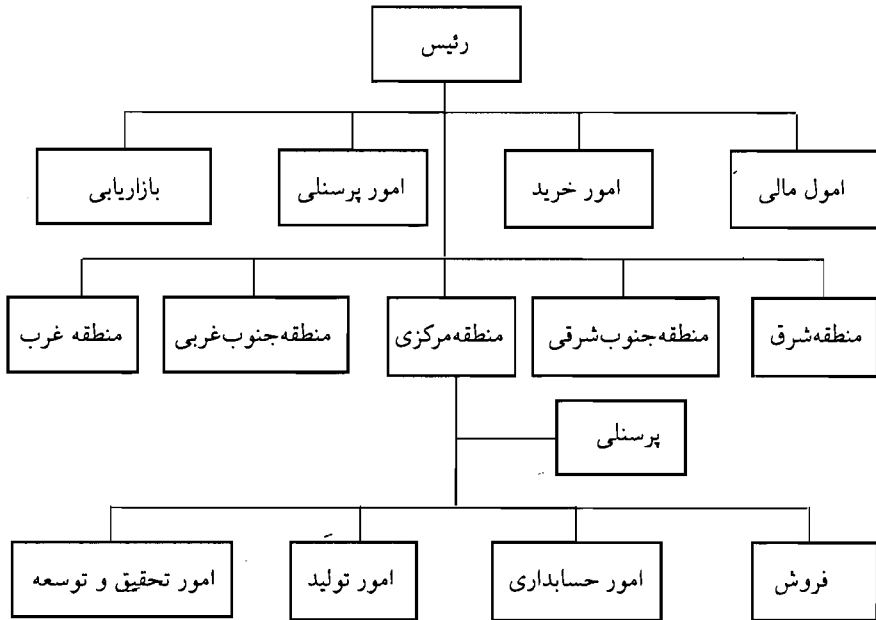 رئیس
امول مالی
امور خرید
امور پرسنلی
بازاریابی
منطقه‌شرق
منطقه‌جنوب‌شرقی
منطقه‌مرکزی
منطقه‌جنوب‌غربی
منطقه غرب
پرسنلی
فروش
امور حسابداری
امور تولید
امور تحقیق و توسعه